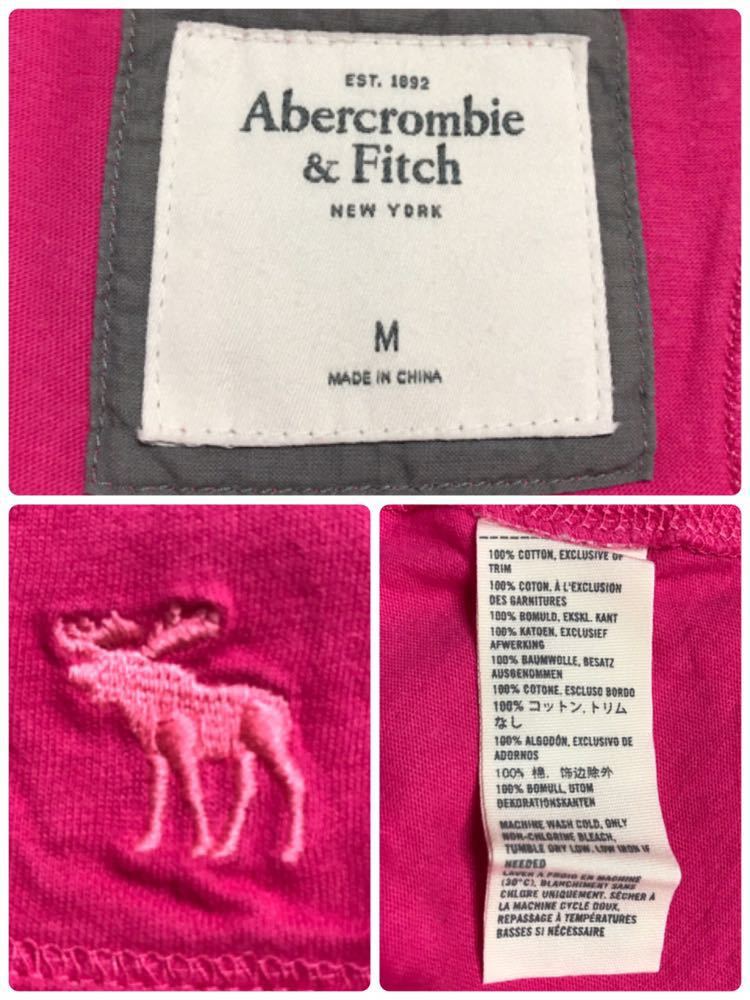 EST. 1892
Abercrombie
& Fitch
NEW YORK
M
MADE IN CHINA
100% COTTON, EXCLUSIVE OF
TRIM
100% COTON, À L'EXCLUSION
DES GARNITURES
100% BOMULD, EKSKL. KANT
100% KATOEN, EXCLUSIEF
AFWERKING
100% BAUMWOLLE, BESATZ
AUSGENOMMEN
100% COTONE, ESCLUSO BORDO
100% コットン、トリム
なし
100% ALGODÓN, EXCLUSIVO DE
ADORNOS
100% 棉, 饰边除外
100% BOMULL, UTOM
DEKORATIONSKANTEN
MACHINE WASH COLD, ONLY
NON-CHLORINE BLEACH,
TUMBLE DRY LOW, LOW IRON IF
NEEDED
LAVER À FROID EN MACHINE
(30°C), BLANCHIMENT SANS
CHLORE UNIQUEMENT, SÉCHER À
LA MACHINE CYCLE DOUX,
REPASSAGE À TEMPÉRATURES
BASSES SI NÉCESSAIRE